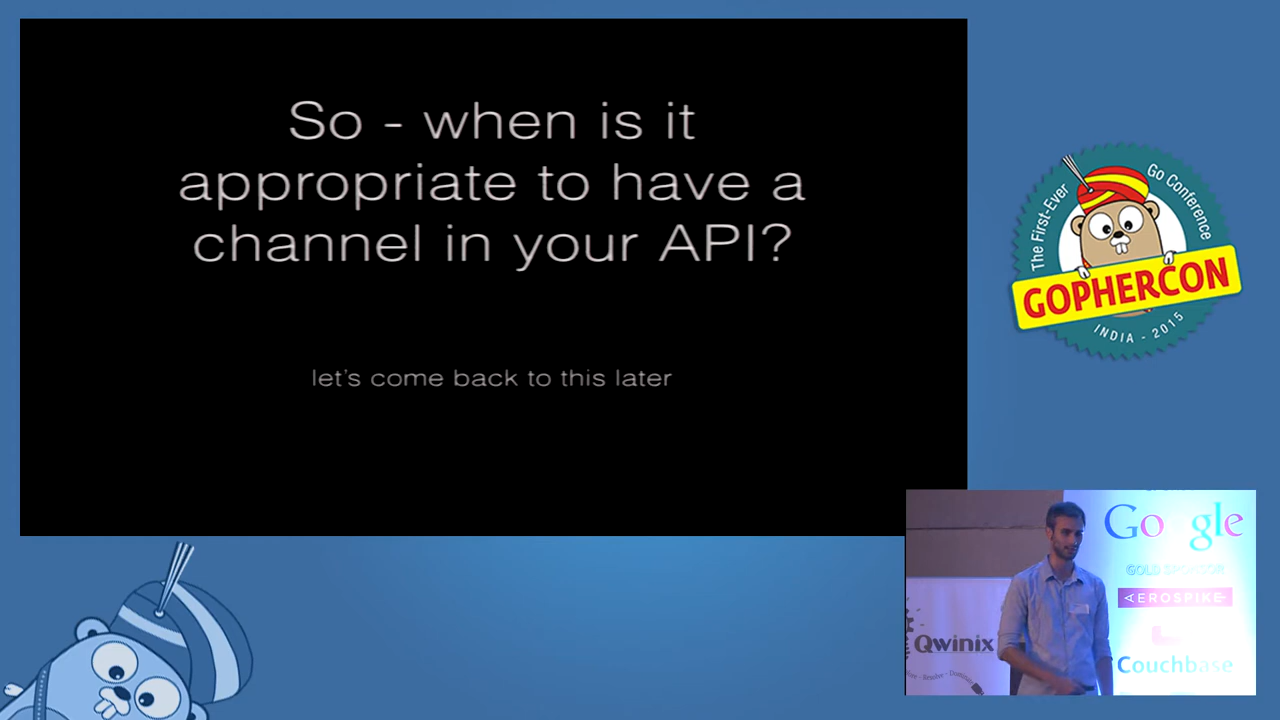 So - when is it
appropriate to have a
channel in your API?
let's come back to this later
The First-Ever
Go Conference
GOPHERCON
INDIA - 2015
Google
GOLD SPONSOR
AEROSPIKE
Qwinix
Couchbase